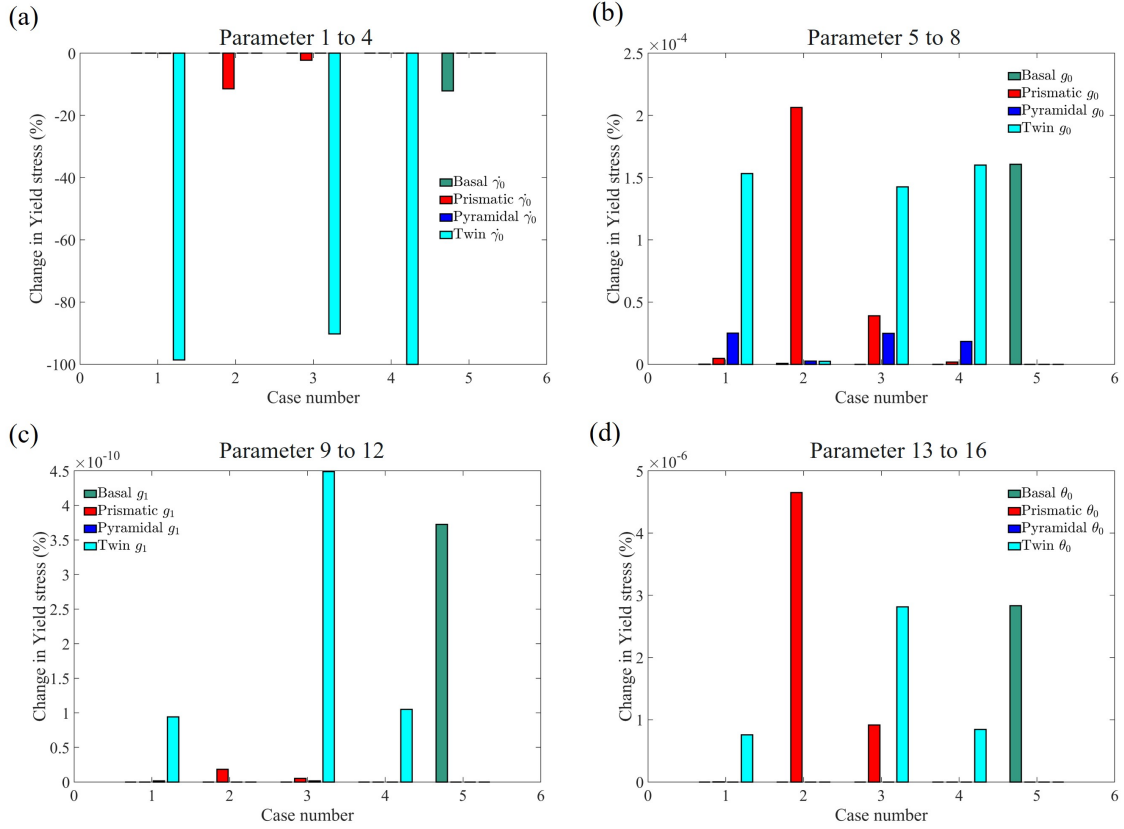 (a)
Parameter 1 to 4
Change in Yield stress (%)
0
-20
-40
-60
-80
-100
Basal γ̇₀
Prismatic γ̇₀
Pyramidal γ̇₀
Twin γ̇₀
0 1 2 3 4 5 6
Case number
(b)
Parameter 5 to 8
×10⁻⁴
Change in Yield stress (%)
2.5
2
1.5
1
0.5
0
Basal g₀
Prismatic g₀
Pyramidal g₀
Twin g₀
0 1 2 3 4 5 6
Case number
(c)
Parameter 9 to 12
×10⁻¹⁰
Change in Yield stress (%)
4.5
4
3.5
3
2.5
2
1.5
1
0.5
0
Basal g₁
Prismatic g₁
Pyramidal g₁
Twin g₁
0 1 2 3 4 5 6
Case number
(d)
Parameter 13 to 16
×10⁻⁶
Change in Yield stress (%)
5
4
3
2
1
0
Basal θ₀
Prismatic θ₀
Pyramidal θ₀
Twin θ₀
0 1 2 3 4 5 6
Case number